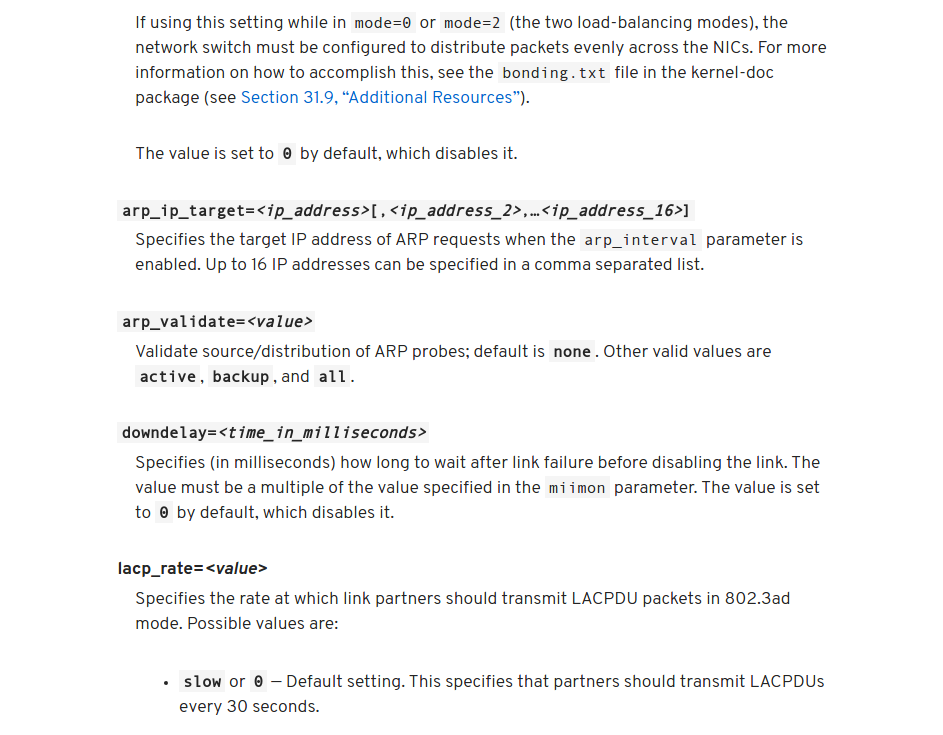 If using this setting while in mode=0 or mode=2 (the two load-balancing modes), the
network switch must be configured to distribute packets evenly across the NICs. For more
information on how to accomplish this, see the bonding.txt file in the kernel-doc
package (see Section 31.9, “Additional Resources”).
The value is set to 0 by default, which disables it.
arp_ip_target=<ip_address>[,<ip_address_2>,…<ip_address_16>]
Specifies the target IP address of ARP requests when the arp_interval parameter is
enabled. Up to 16 IP addresses can be specified in a comma separated list.
arp_validate=<value>
Validate source/distribution of ARP probes; default is none. Other valid values are
active, backup, and all.
downdelay=<time_in_milliseconds>
Specifies (in milliseconds) how long to wait after link failure before disabling the link. The
value must be a multiple of the value specified in the miimon parameter. The value is set
to 0 by default, which disables it.
lacp_rate=<value>
Specifies the rate at which link partners should transmit LACPDU packets in 802.3ad
mode. Possible values are:
• slow or 0 — Default setting. This specifies that partners should transmit LACPDUs
every 30 seconds.